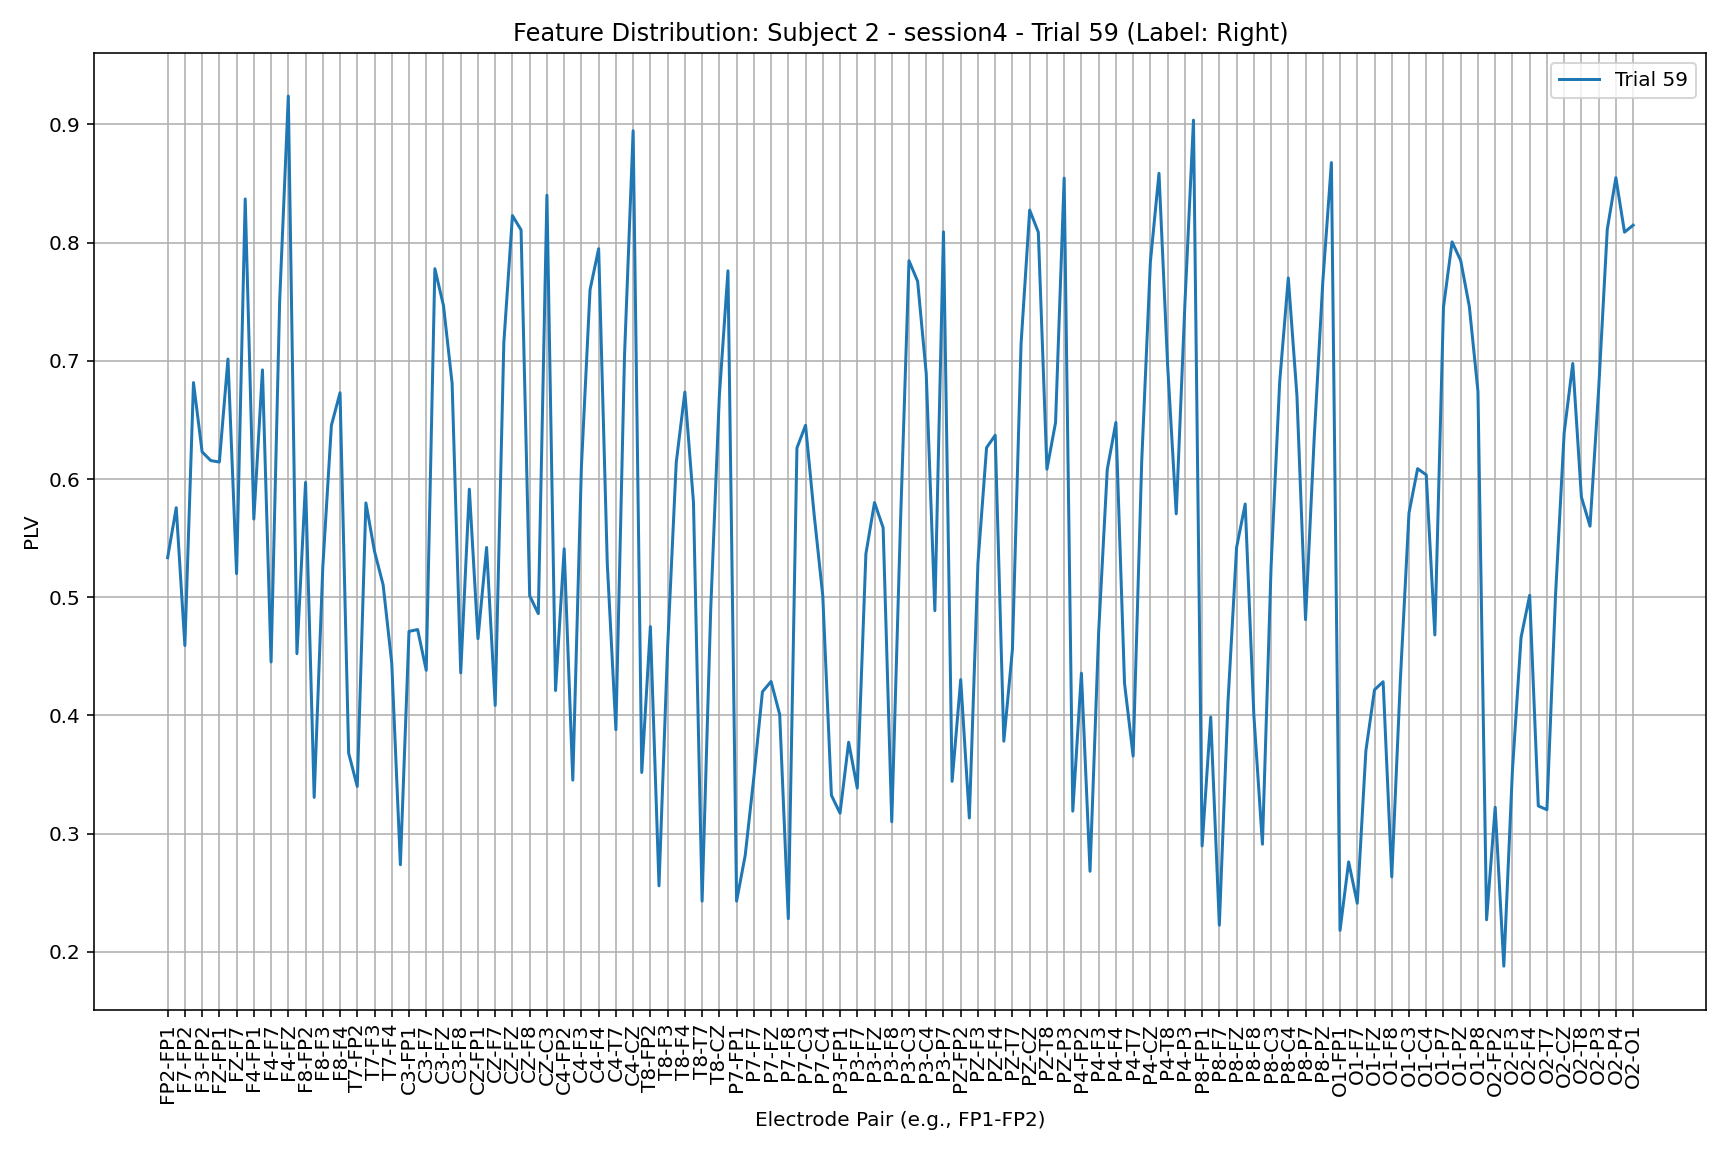 Feature Distribution: Subject 2 - session4 - Trial 59 (Label: Right)
Trial 59
0.9
0.8
0.7
0.6
0.5
0.4
0.3
0.2
PLV
FP2-FP1
F7-FP2
F3-FP2
FZ-FP1
FZ-F7
F4-FP1
F4-F7
F4-FZ
F8-FP2
F8-F3
F8-F4
T7-FP2
T7-F3
T7-F4
C3-FP1
C3-F7
C3-FZ
C3-F8
CZ-FP1
CZ-F7
CZ-FZ
CZ-F8
CZ-C3
C4-FP2
C4-F3
C4-F4
C4-T7
C4-CZ
T8-FP2
T8-F3
T8-F4
T8-T7
T8-CZ
P7-FP1
P7-F7
P7-FZ
P7-F8
P7-C3
P7-C4
P3-FP1
P3-F7
P3-FZ
P3-F8
P3-C3
P3-C4
P3-P7
PZ-FP2
PZ-F3
PZ-F4
PZ-T7
PZ-CZ
PZ-T8
PZ-P3
P4-FP2
P4-F3
P4-F4
P4-T7
P4-CZ
P4-T8
P4-P3
P8-FP1
P8-F7
P8-FZ
P8-F8
P8-C3
P8-C4
P8-P7
P8-PZ
O1-FP1
O1-F7
O1-FZ
O1-F8
O1-C3
O1-C4
O1-P7
O1-PZ
O1-P8
O2-FP2
O2-F3
O2-F4
O2-T7
O2-CZ
O2-T8
O2-P3
O2-P4
O2-O1
Electrode Pair (e.g., FP1-FP2)